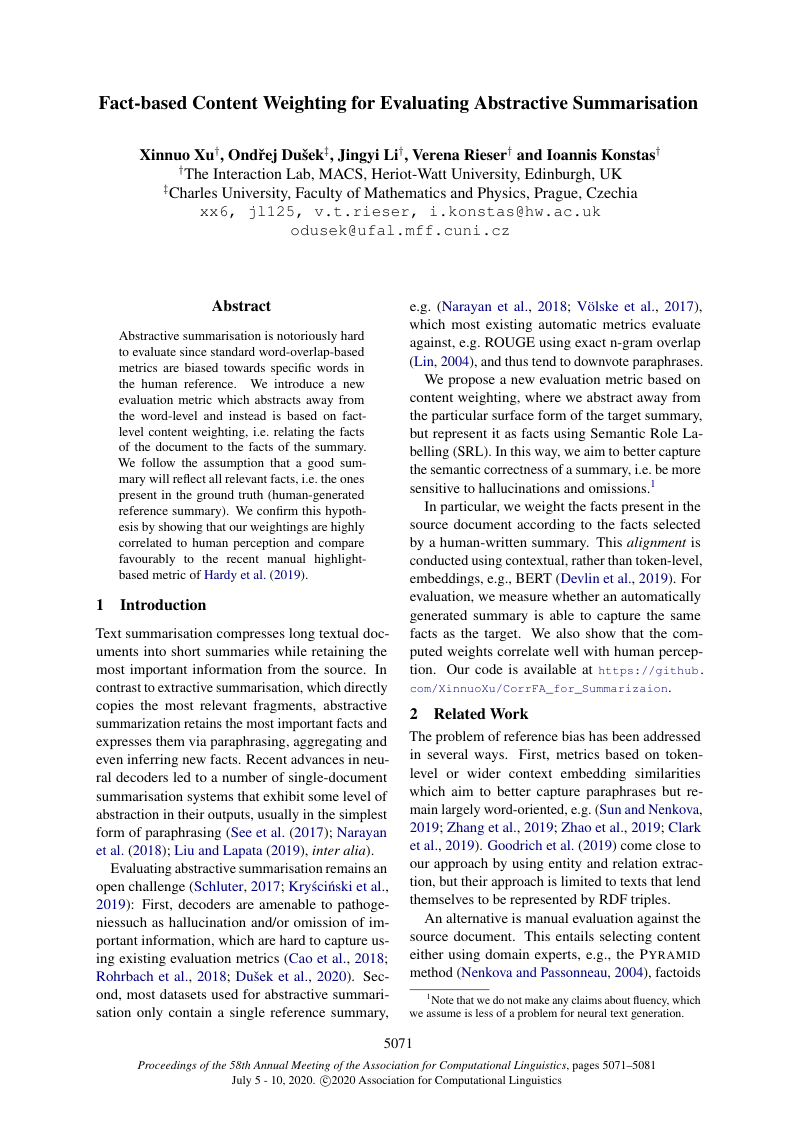 Fact-based Content Weighting for Evaluating Abstractive Summarisation
Xinnuo Xu†, Ondřej Dušek‡, Jingyi Li†, Verena Rieser† and Ioannis Konstas†
†The Interaction Lab, MACS, Heriot-Watt University, Edinburgh, UK
‡Charles University, Faculty of Mathematics and Physics, Prague, Czechia
xx6, jl125, v.t.rieser, i.konstas@hw.ac.uk
odusek@ufal.mff.cuni.cz
Abstract
Abstractive summarisation is notoriously hard
to evaluate since standard word-overlap-based
metrics are biased towards specific words in
the human reference. We introduce a new
evaluation metric which abstracts away from
the word-level and instead is based on fact-
level content weighting, i.e. relating the facts
of the document to the facts of the summary.
We follow the assumption that a good sum-
mary will reflect all relevant facts, i.e. the ones
present in the ground truth (human-generated
reference summary). We confirm this hypoth-
esis by showing that our weightings are highly
correlated to human perception and compare
favourably to the recent manual highlight-
based metric of Hardy et al. (2019).
1 Introduction
Text summarisation compresses long textual doc-
uments into short summaries while retaining the
most important information from the source. In
contrast to extractive summarisation, which directly
copies the most relevant fragments, abstractive
summarization retains the most important facts and
expresses them via paraphrasing, aggregating and
even inferring new facts. Recent advances in neu-
ral decoders led to a number of single-document
summarisation systems that exhibit some level of
abstraction in their outputs, usually in the simplest
form of paraphrasing (See et al. (2017); Narayan
et al. (2018); Liu and Lapata (2019), inter alia).
Evaluating abstractive summarisation remains an
open challenge (Schluter, 2017; Kryściński et al.,
2019): First, decoders are amenable to pathoge-
niessuch as hallucination and/or omission of im-
portant information, which are hard to capture us-
ing existing evaluation metrics (Cao et al., 2018;
Rohrbach et al., 2018; Dušek et al., 2020). Sec-
ond, most datasets used for abstractive summari-
sation only contain a single reference summary,
e.g. (Narayan et al., 2018; Völske et al., 2017),
which most existing automatic metrics evaluate
against, e.g. ROUGE using exact n-gram overlap
(Lin, 2004), and thus tend to downvote paraphrases.
We propose a new evaluation metric based on
content weighting, where we abstract away from
the particular surface form of the target summary,
but represent it as facts using Semantic Role La-
belling (SRL). In this way, we aim to better capture
the semantic correctness of a summary, i.e. be more
sensitive to hallucinations and omissions.1
In particular, we weight the facts present in the
source document according to the facts selected
by a human-written summary. This alignment is
conducted using contextual, rather than token-level,
embeddings, e.g., BERT (Devlin et al., 2019). For
evaluation, we measure whether an automatically
generated summary is able to capture the same
facts as the target. We also show that the com-
puted weights correlate well with human percep-
tion. Our code is available at https://github.
com/XinnuoXu/CorrFA_for_Summarizaion.
2 Related Work
The problem of reference bias has been addressed
in several ways. First, metrics based on token-
level or wider context embedding similarities
which aim to better capture paraphrases but re-
main largely word-oriented, e.g. (Sun and Nenkova,
2019; Zhang et al., 2019; Zhao et al., 2019; Clark
et al., 2019). Goodrich et al. (2019) come close to
our approach by using entity and relation extrac-
tion, but their approach is limited to texts that lend
themselves to be represented by RDF triples.
An alternative is manual evaluation against the
source document. This entails selecting content
either using domain experts, e.g., the PYRAMID
method (Nenkova and Passonneau, 2004), factoids
1Note that we do not make any claims about fluency, which
we assume is less of a problem for neural text generation.
5071
Proceedings of the 58th Annual Meeting of the Association for Computational Linguistics, pages 5071–5081
July 5 - 10, 2020. ©2020 Association for Computational Linguistics